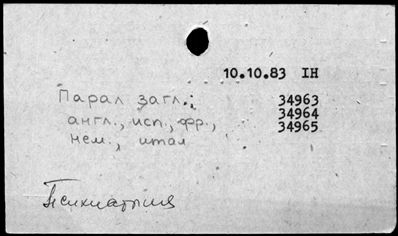 10.10.83 IH
Парал загл.; 34963
англ., исп., фр., 34964
34965
нем., итал
Психиатрия